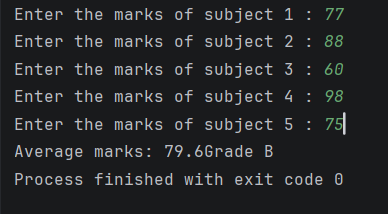 Enter the marks of subject 1 : 77
Enter the marks of subject 2 : 88
Enter the marks of subject 3 : 60
Enter the marks of subject 4 : 98
Enter the marks of subject 5 : 75
Average marks: 79.6Grade B
Process finished with exit code 0